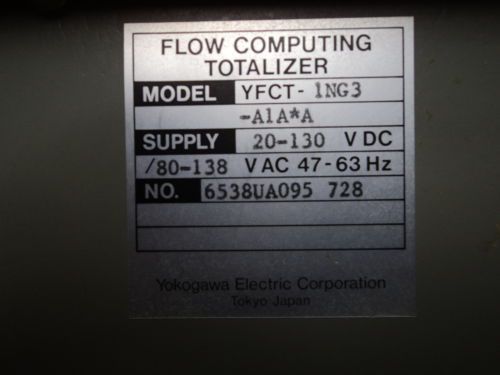 FLOW COMPUTING
TOTALIZER
MODEL YFCT-1NG3
-A1A*A
SUPPLY 20-130 V DC
/80-138 V AC 47-63 Hz
NO. 6538UA095 728
Yokogawa Electric Corporation
Tokyo Japan